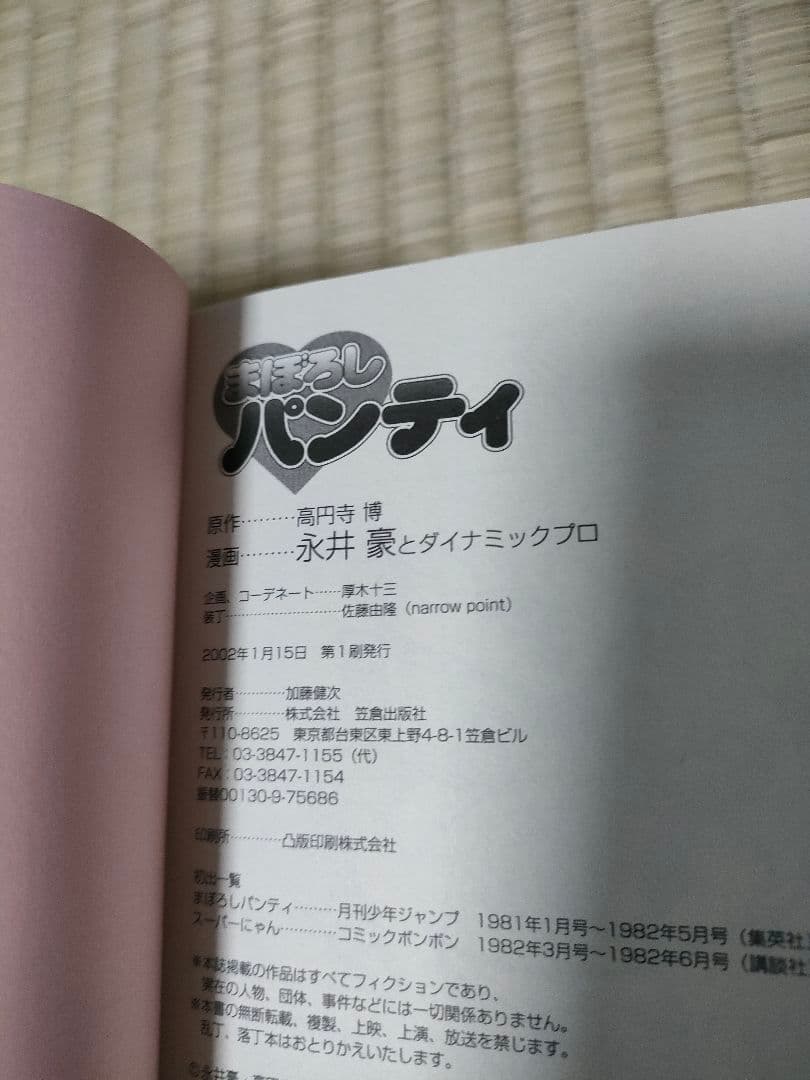 まぼろし
パンティ
原作………高円寺 博
漫画………永井 豪とダイナミックプロ
企画、コーデネート……厚木十三
装丁………………………佐藤由隆（narrow point）
2002年1月15日　第1刷発行
発行者…………加藤健次
発行所…………株式会社　笠倉出版社
〒110-8625　東京都台東区東上野4-8-1笠倉ビル
TEL：03-3847-1155（代）
FAX：03-3847-1154
振替00130-9-75686
印刷所…………凸版印刷株式会社
初出一覧
まぼろしパンティ………月刊少年ジャンプ　1981年1月号～1982年5月号（集英社）
スーパーにゃん…………コミックボンボン　1982年3月号～1982年6月号（講談社
※本誌掲載の作品はすべてフィクションであり、
実在の人物、団体、事件などには一切関係ありません。
※本書の無断転載、複製、上映、上演、放送を禁じます。
乱丁、落丁本はおとりかえいたします。
©永井豪・高円